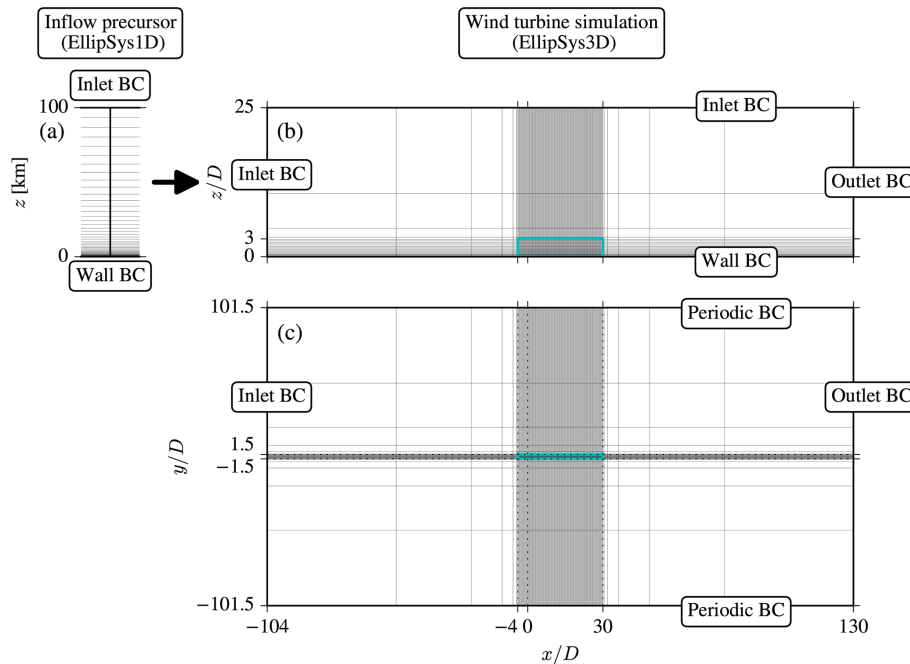 Inflow precursor
(EllipSys1D)
Wind turbine simulation
(EllipSys3D)
Inlet BC
100
(a)
z [km]
0
Wall BC
25
(b)
Inlet BC
Inlet BC
z/D
Outlet BC
3
0
Wall BC
101.5
(c)
Periodic BC
Inlet BC
Outlet BC
1.5
y/D
−1.5
−101.5
Periodic BC
−104
−4 0
30
130
x/D